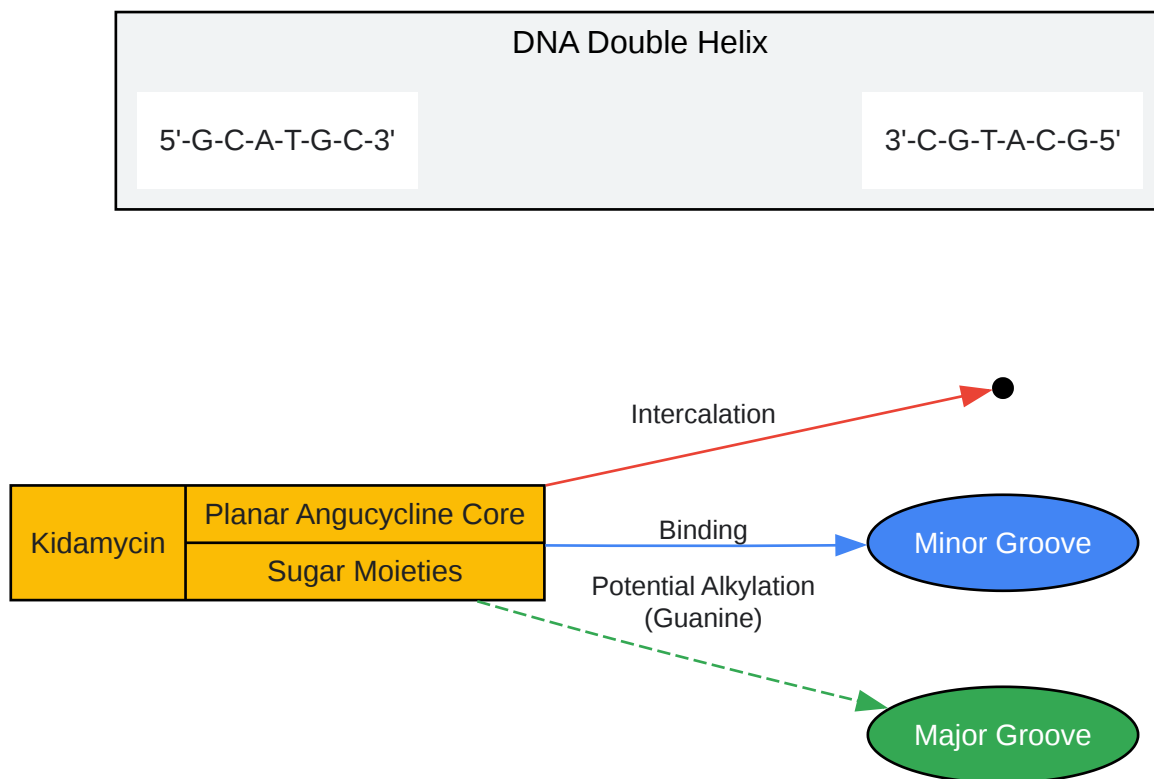 DNA Double Helix
5'-G-C-A-T-G-C-3'
3'-C-G-T-A-C-G-5'
Intercalation
Kidamycin
Planar Angucycline Core
Sugar Moieties
Binding
Minor Groove
Potential Alkylation
(Guanine)
Major Groove